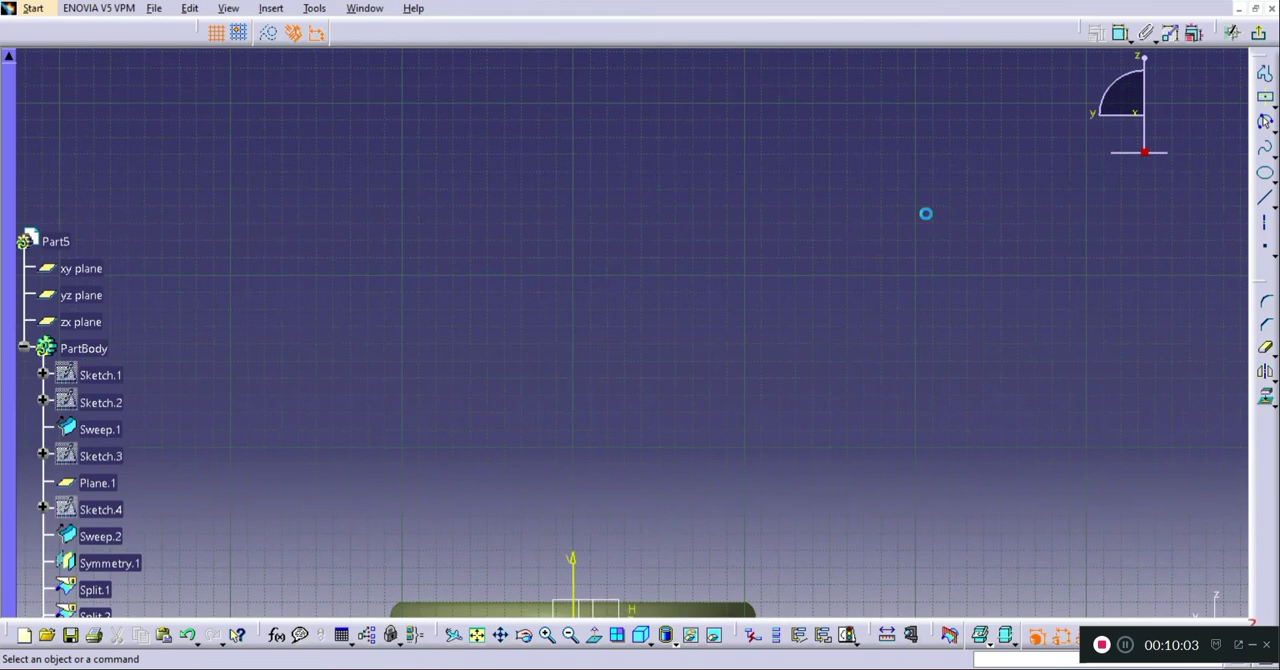 Start ENOVIA V5 VPM File Edit View Insert Tools Window Help
z
y x
Part5
xy plane
yz plane
zx plane
PartBody
Sketch.1
Sketch.2
Sweep.1
Sketch.3
Plane.1
Sketch.4
Sweep.2
Symmetry.1
Split.1
Split.2
V
H
z
f(x)
00:10:03
Select an object or a command